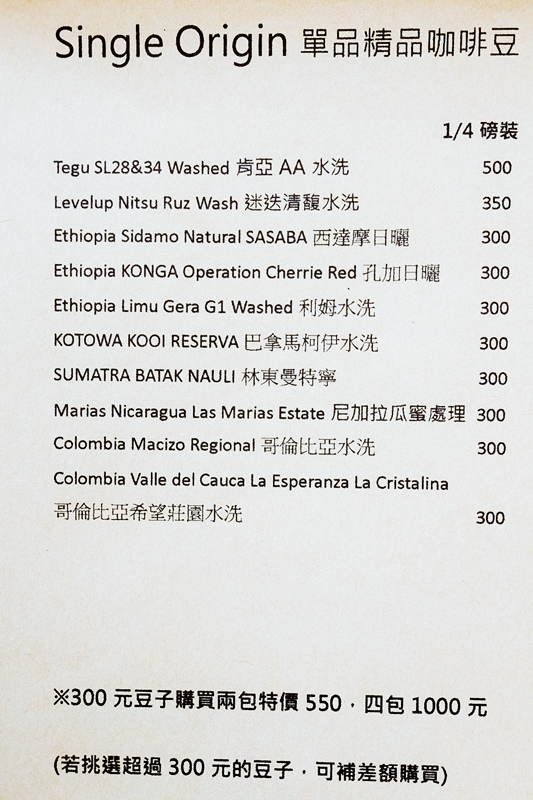 Single Origin 單品精品咖啡豆
1/4 磅裝
Tegu SL28&34 Washed 肯亞 AA 水洗 500
Levelup Nitsu Ruz Wash 迷迭清馥水洗 350
Ethiopia Sidamo Natural SASABA 西達摩日曬 300
Ethiopia KONGA Operation Cherrie Red 孔加日曬 300
Ethiopia Limu Gera G1 Washed 利姆水洗 300
KOTOWA KOOI RESERVA 巴拿馬柯伊水洗 300
SUMATRA BATAK NAULI 林東曼特寧 300
Marias Nicaragua Las Marias Estate 尼加拉瓜蜜處理 300
Colombia Macizo Regional 哥倫比亞水洗 300
Colombia Valle del Cauca La Esperanza La Cristalina
哥倫比亞希望莊園水洗 300
※300 元豆子購買兩包特價 550，四包 1000 元
(若挑選超過 300 元的豆子，可補差額購買)